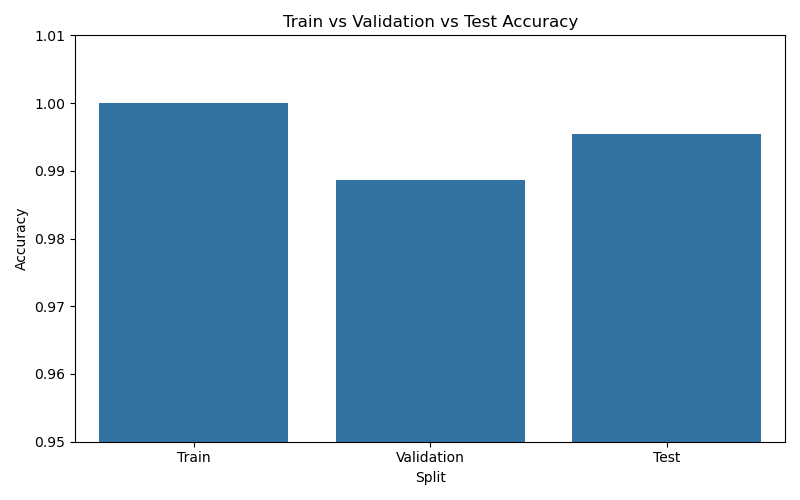 Train vs Validation vs Test Accuracy
1.01
1.00
0.99
0.98
0.97
0.96
0.95
Accuracy
Train
Validation
Test
Split